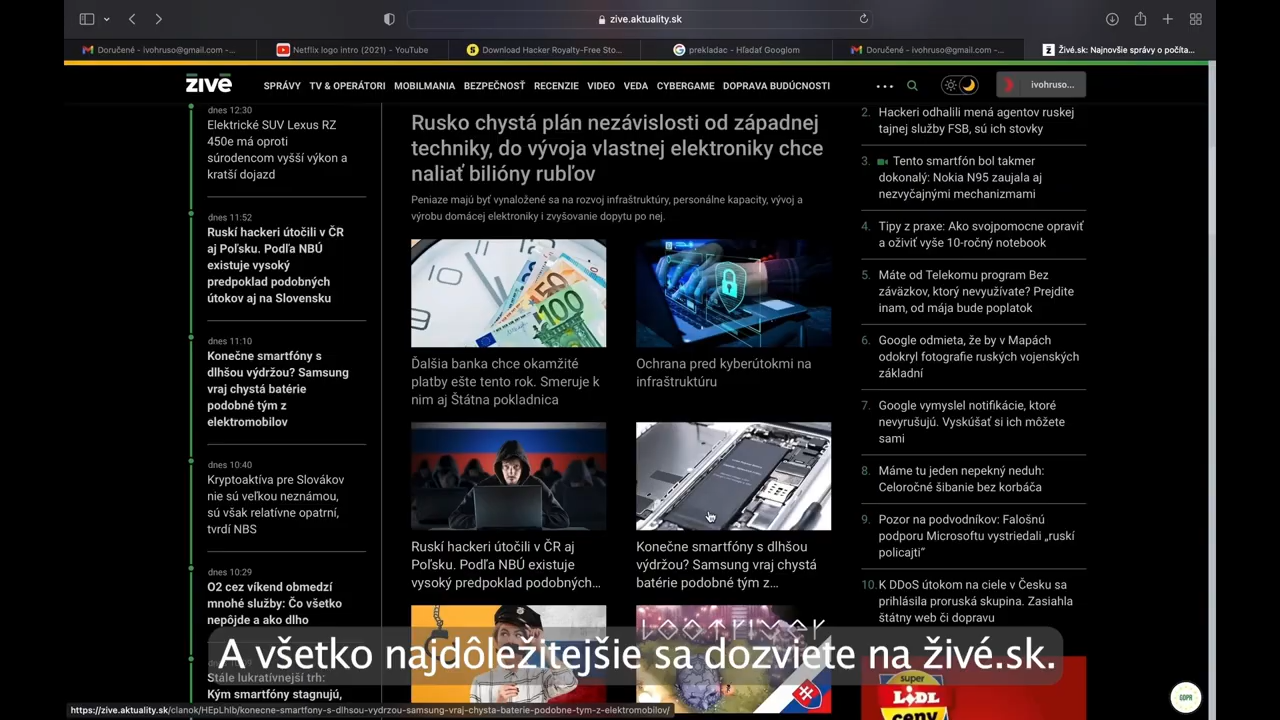 zive.aktuality.sk
Doručené - ivohruso@gmail.com -...
Netflix logo intro (2021) - YouTube
Download Hacker Royalty-Free Sto...
prekladac - Hľadať Googlom
Doručené - ivohruso@gmail.com -...
Živé.sk: Najnovšie správy o počíta...
živē
SPRÁVY TV & OPERÁTORI MOBILMANIA BEZPEČNOSŤ RECENZIE VIDEO VEDA CYBERGAME DOPRAVA BUDÚCNOSTI
ivohruso...
dnes 12:30
Elektrické SUV Lexus RZ
450e má oproti
súrodencom vyšší výkon a
kratší dojazd
dnes 11:52
Ruskí hackeri útočili v ČR
aj Poľsku. Podľa NBÚ
existuje vysoký
predpoklad podobných
útokov aj na Slovensku
dnes 11:10
Konečne smartfóny s
dlhšou výdržou? Samsung
vraj chystá batérie
podobné tým z
elektromobilov
dnes 10:40
Kryptoaktíva pre Slovákov
nie sú veľkou neznámou,
sú však relatívne opatrní,
tvrdí NBS
dnes 10:29
O2 cez víkend obmedzí
mnohé služby: Čo všetko
nepôjde a ako dlho
Stále lukratívnejší trh:
Kým smartfóny stagnujú,
Rusko chystá plán nezávislosti od západnej
techniky, do vývoja vlastnej elektroniky chce
naliať bilióny rubľov
Peniaze majú byť vynaložené sa na rozvoj infraštruktúry, personálne kapacity, vývoj a
výrobu domácej elektroniky i zvyšovanie dopytu po nej.
100
Ďalšia banka chce okamžité
platby ešte tento rok. Smeruje k
nim aj Štátna pokladnica
Ochrana pred kyberútokmi na
infraštruktúru
Ruskí hackeri útočili v ČR aj
Poľsku. Podľa NBÚ existuje
vysoký predpoklad podobných...
Konečne smartfóny s dlhšou
výdržou? Samsung vraj chystá
batérie podobné tým z...
2. Hackeri odhalili mená agentov ruskej
tajnej služby FSB, sú ich stovky
3. Tento smartfón bol takmer
dokonalý: Nokia N95 zaujala aj
nezvyčajnými mechanizmami
4. Tipy z praxe: Ako svojpomocne opraviť
a oživiť vyše 10-ročný notebook
5. Máte od Telekomu program Bez
záväzkov, ktorý nevyužívate? Prejdite
inam, od mája bude poplatok
6. Google odmieta, že by v Mapách
odokryl fotografie ruských vojenských
základní
7. Google vymyslel notifikácie, ktoré
nevyrušujú. Vyskúšať si ich môžete
sami
8. Máme tu jeden nepekný neduh:
Celoročné šibanie bez korbáča
9. Pozor na podvodníkov: Falošnú
podporu Microsoftu vystriedali „ruskí
policajti“
10. K DDoS útokom na ciele v Česku sa
prihlásila proruská skupina. Zasiahla
štátny web či dopravu
super
LIDL
ceny
GDPR
A všetko najdôležitejšie sa dozviete na živé.sk.
https://zive.aktuality.sk/clanok/HEpLhlb/konecne-smartfony-s-dlhsou-vydrzou-samsung-vraj-chysta-baterie-podobne-tym-z-elektromobilov/